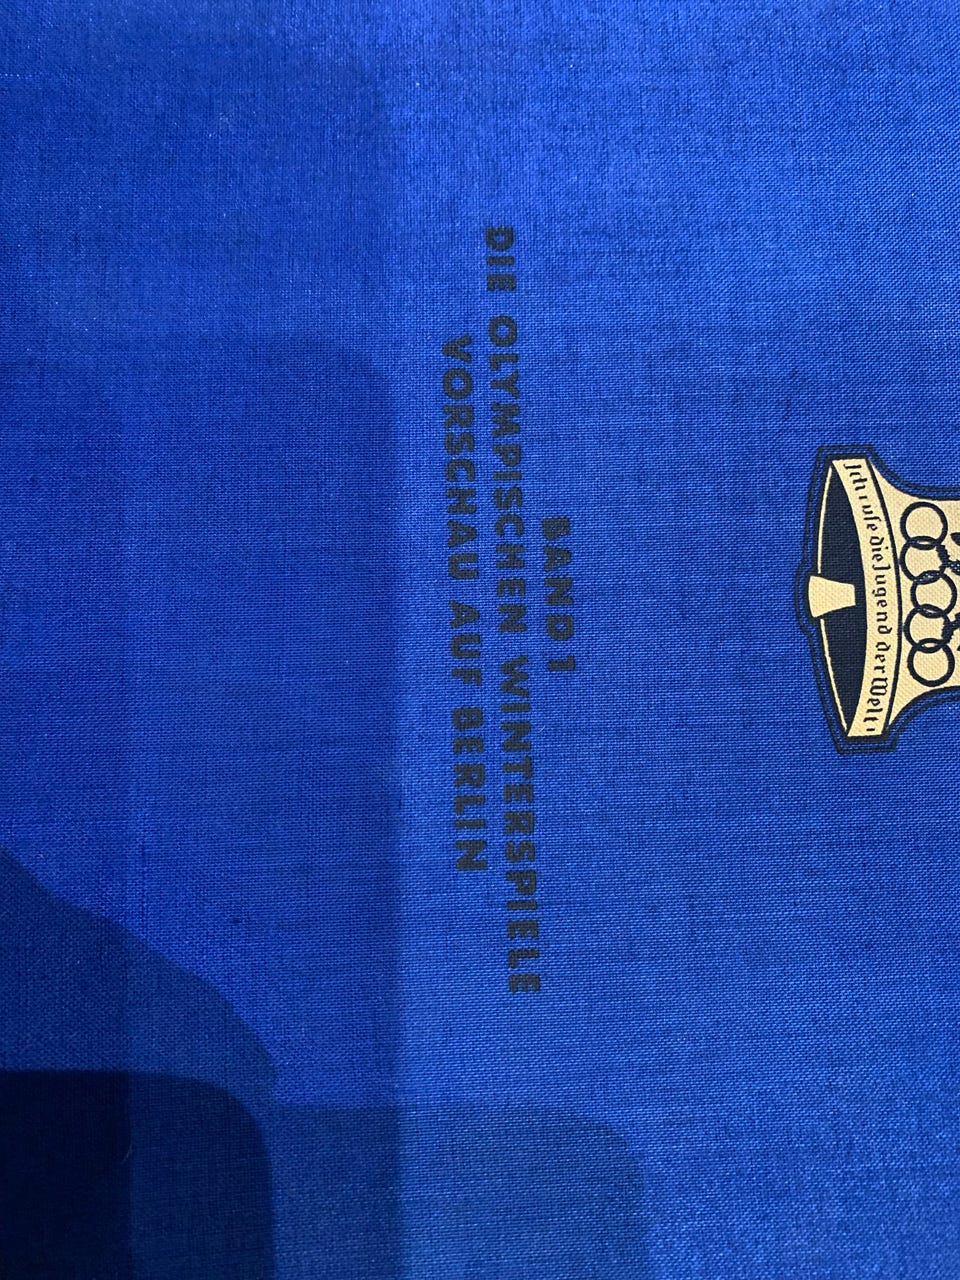 Ich rufe die Jugend der Welt!
BAND 1
DIE OLYMPISCHEN WINTERSPIELE
VORSCHAU AUF BERLIN